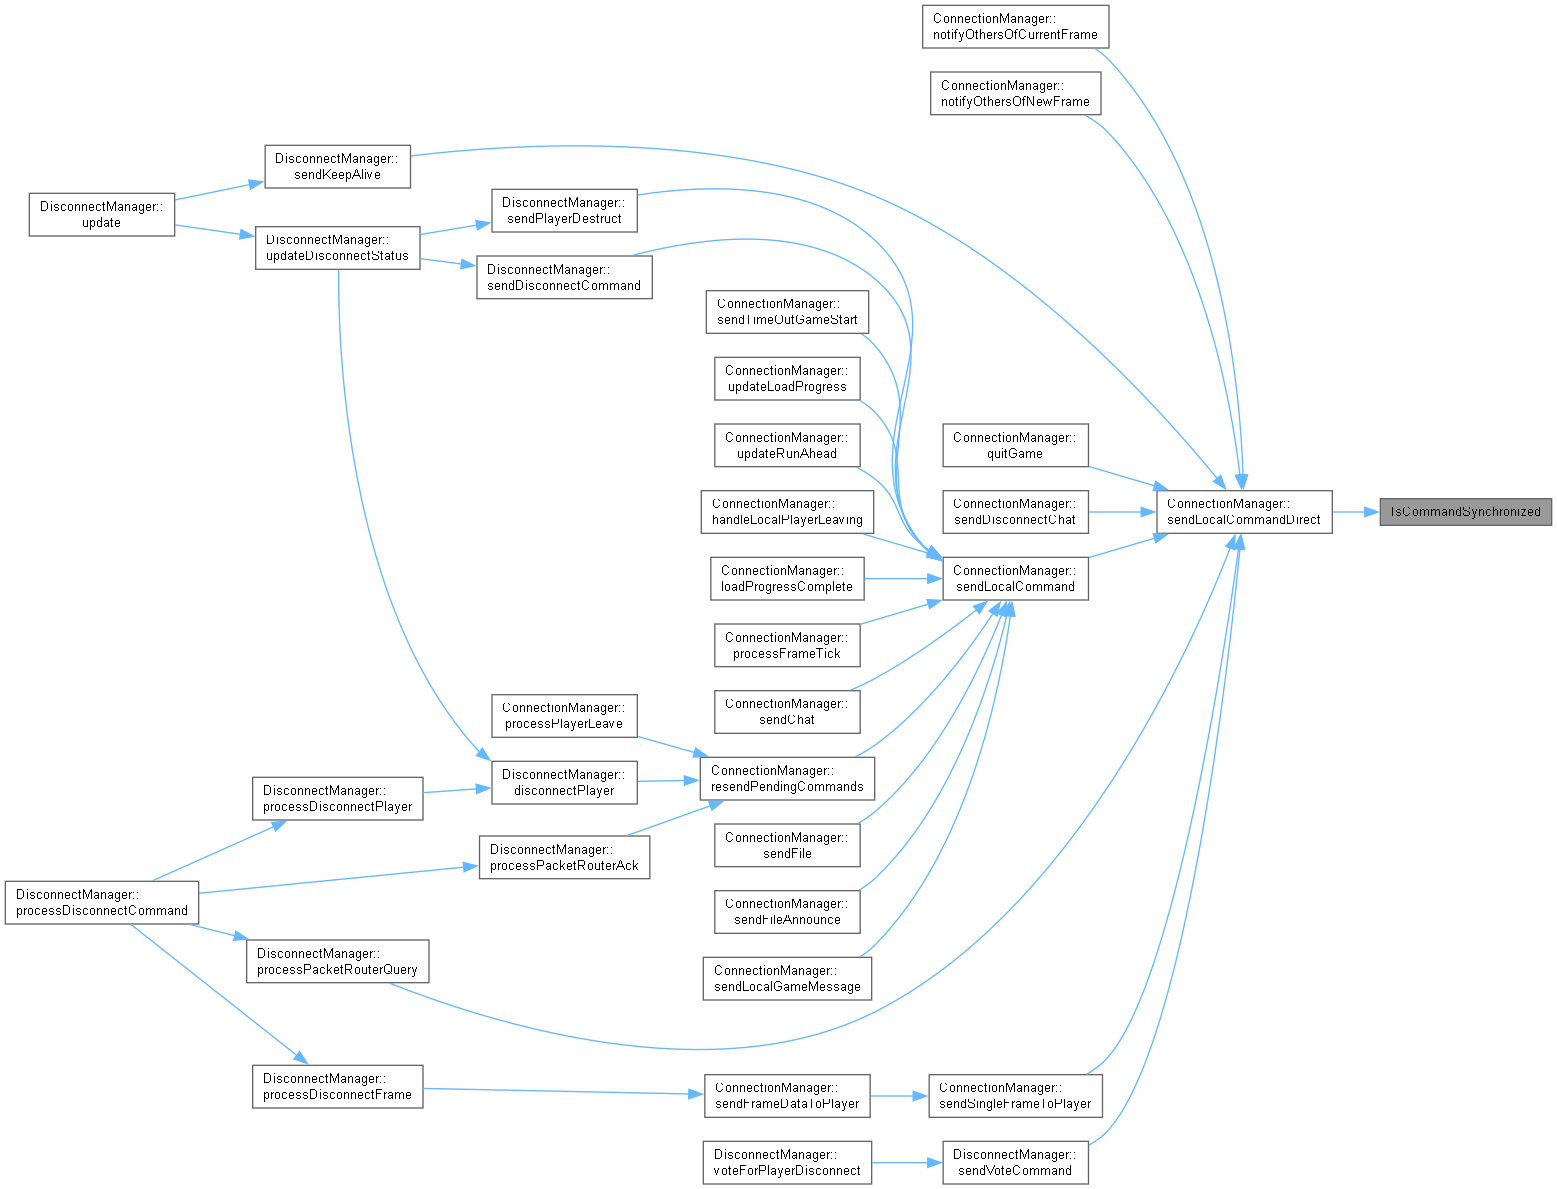 ConnectionManager::
notifyOthersOfCurrentFrame
ConnectionManager::
notifyOthersOfNewFrame
DisconnectManager::
sendKeepAlive
DisconnectManager::
update
DisconnectManager::
sendPlayerDestruct
DisconnectManager::
updateDisconnectStatus
DisconnectManager::
sendDisconnectCommand
ConnectionManager::
sendTimeOutGameStart
ConnectionManager::
updateLoadProgress
ConnectionManager::
updateRunAhead
ConnectionManager::
quitGame
ConnectionManager::
handleLocalPlayerLeaving
ConnectionManager::
sendDisconnectChat
ConnectionManager::
sendLocalCommandDirect
IsCommandSynchronized
ConnectionManager::
loadProgressComplete
ConnectionManager::
sendLocalCommand
ConnectionManager::
processFrameTick
ConnectionManager::
sendChat
ConnectionManager::
processPlayerLeave
DisconnectManager::
disconnectPlayer
ConnectionManager::
resendPendingCommands
DisconnectManager::
processDisconnectPlayer
ConnectionManager::
sendFile
DisconnectManager::
processPacketRouterAck
DisconnectManager::
processDisconnectCommand
ConnectionManager::
sendFileAnnounce
DisconnectManager::
processPacketRouterQuery
ConnectionManager::
sendLocalGameMessage
DisconnectManager::
processDisconnectFrame
ConnectionManager::
sendFrameDataToPlayer
ConnectionManager::
sendSingleFrameToPlayer
DisconnectManager::
voteForPlayerDisconnect
DisconnectManager::
sendVoteCommand